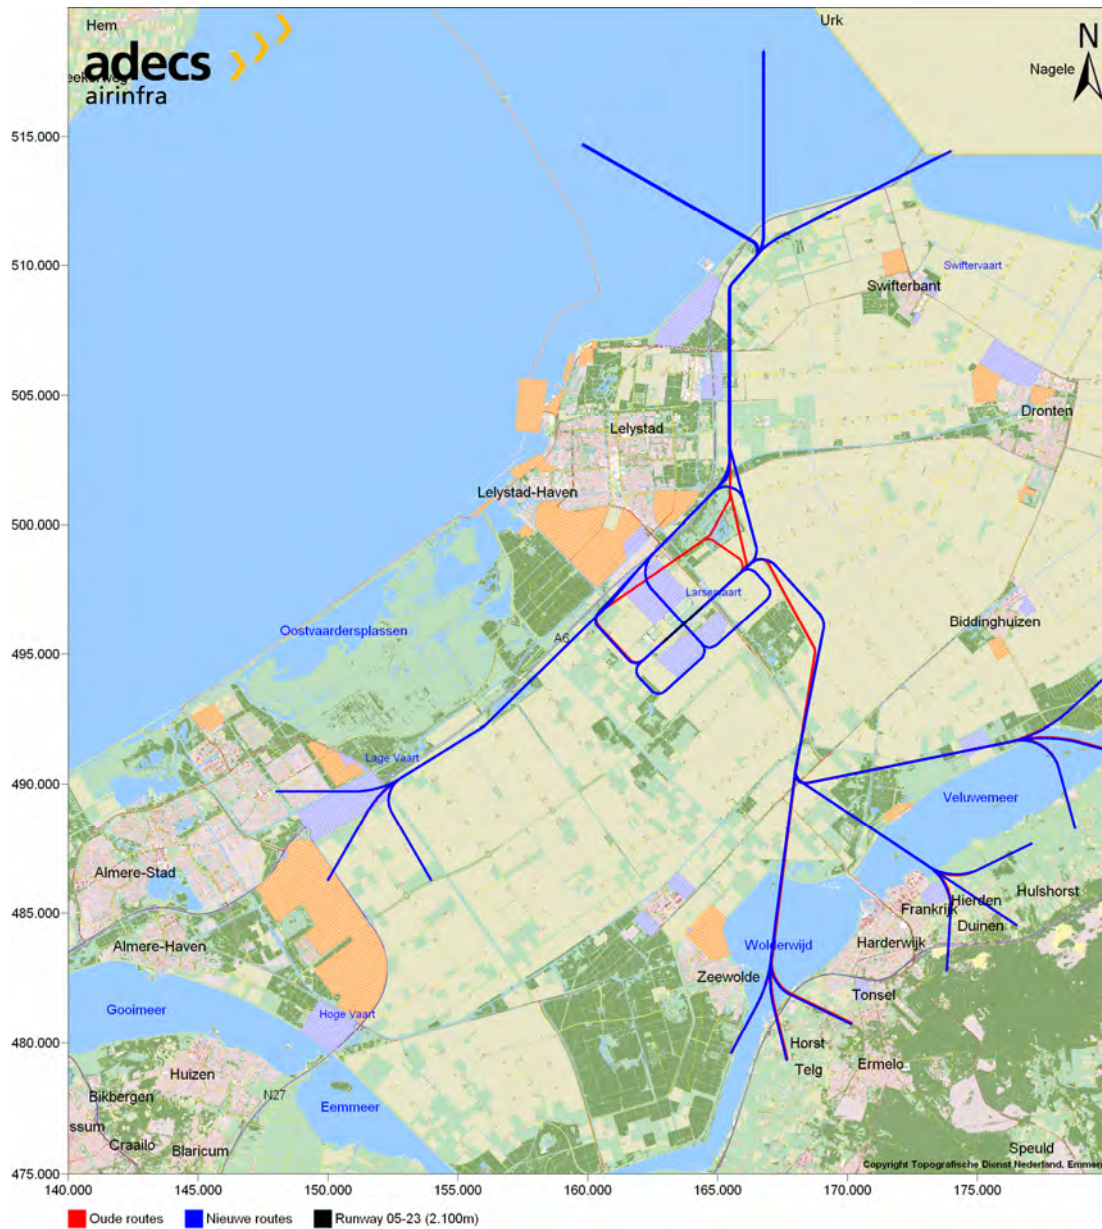 Hem
Urk
N
Nagele
adecs
airinfra
515.000
510.000
Swiftervaart
Swifterbant
505.000
Dronten
Lelystad
Lelystad-Haven
500.000
Larservaart
Oostvaardersplassen
A6
Biddinghuizen
495.000
Lage Vaart
490.000
Veluwemeer
Almere-Stad
Hulshorst
Hierden
Frankrijk
485.000
Duinen
Almere-Haven
Wolderwijd
Harderwijk
Zeewolde
Tonsel
Gooimeer
Hoge Vaart
480.000
Horst
Telg
Ermelo
Huizen
N27
Bikbergen
Eemmeer
ssum
Craailo
Blaricum
Speuld
Copyright Topografische Dienst Nederland, Emmen
475.000
140.000 145.000 150.000 155.000 160.000 165.000 170.000 175.000
Oude routes Nieuwe routes Runway 05-23 (2.100m)